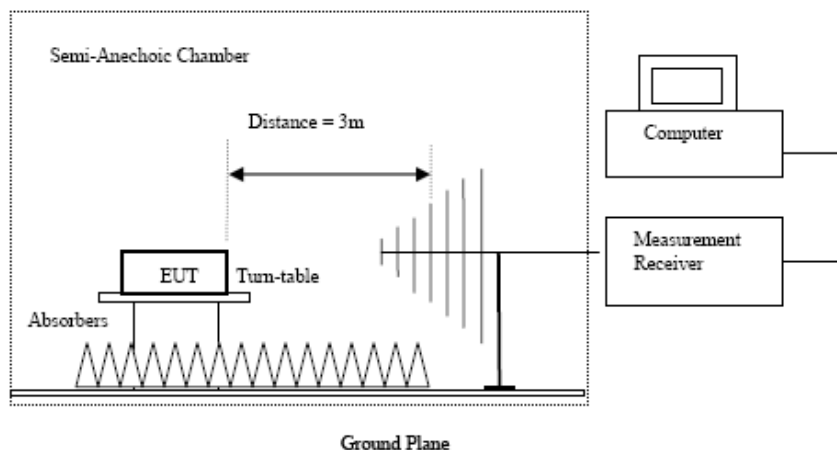 Semi-Anechoic Chamber
Distance = 3m
Computer
Measurement
Receiver
EUT
Turn-table
Absorbers
Ground Plane